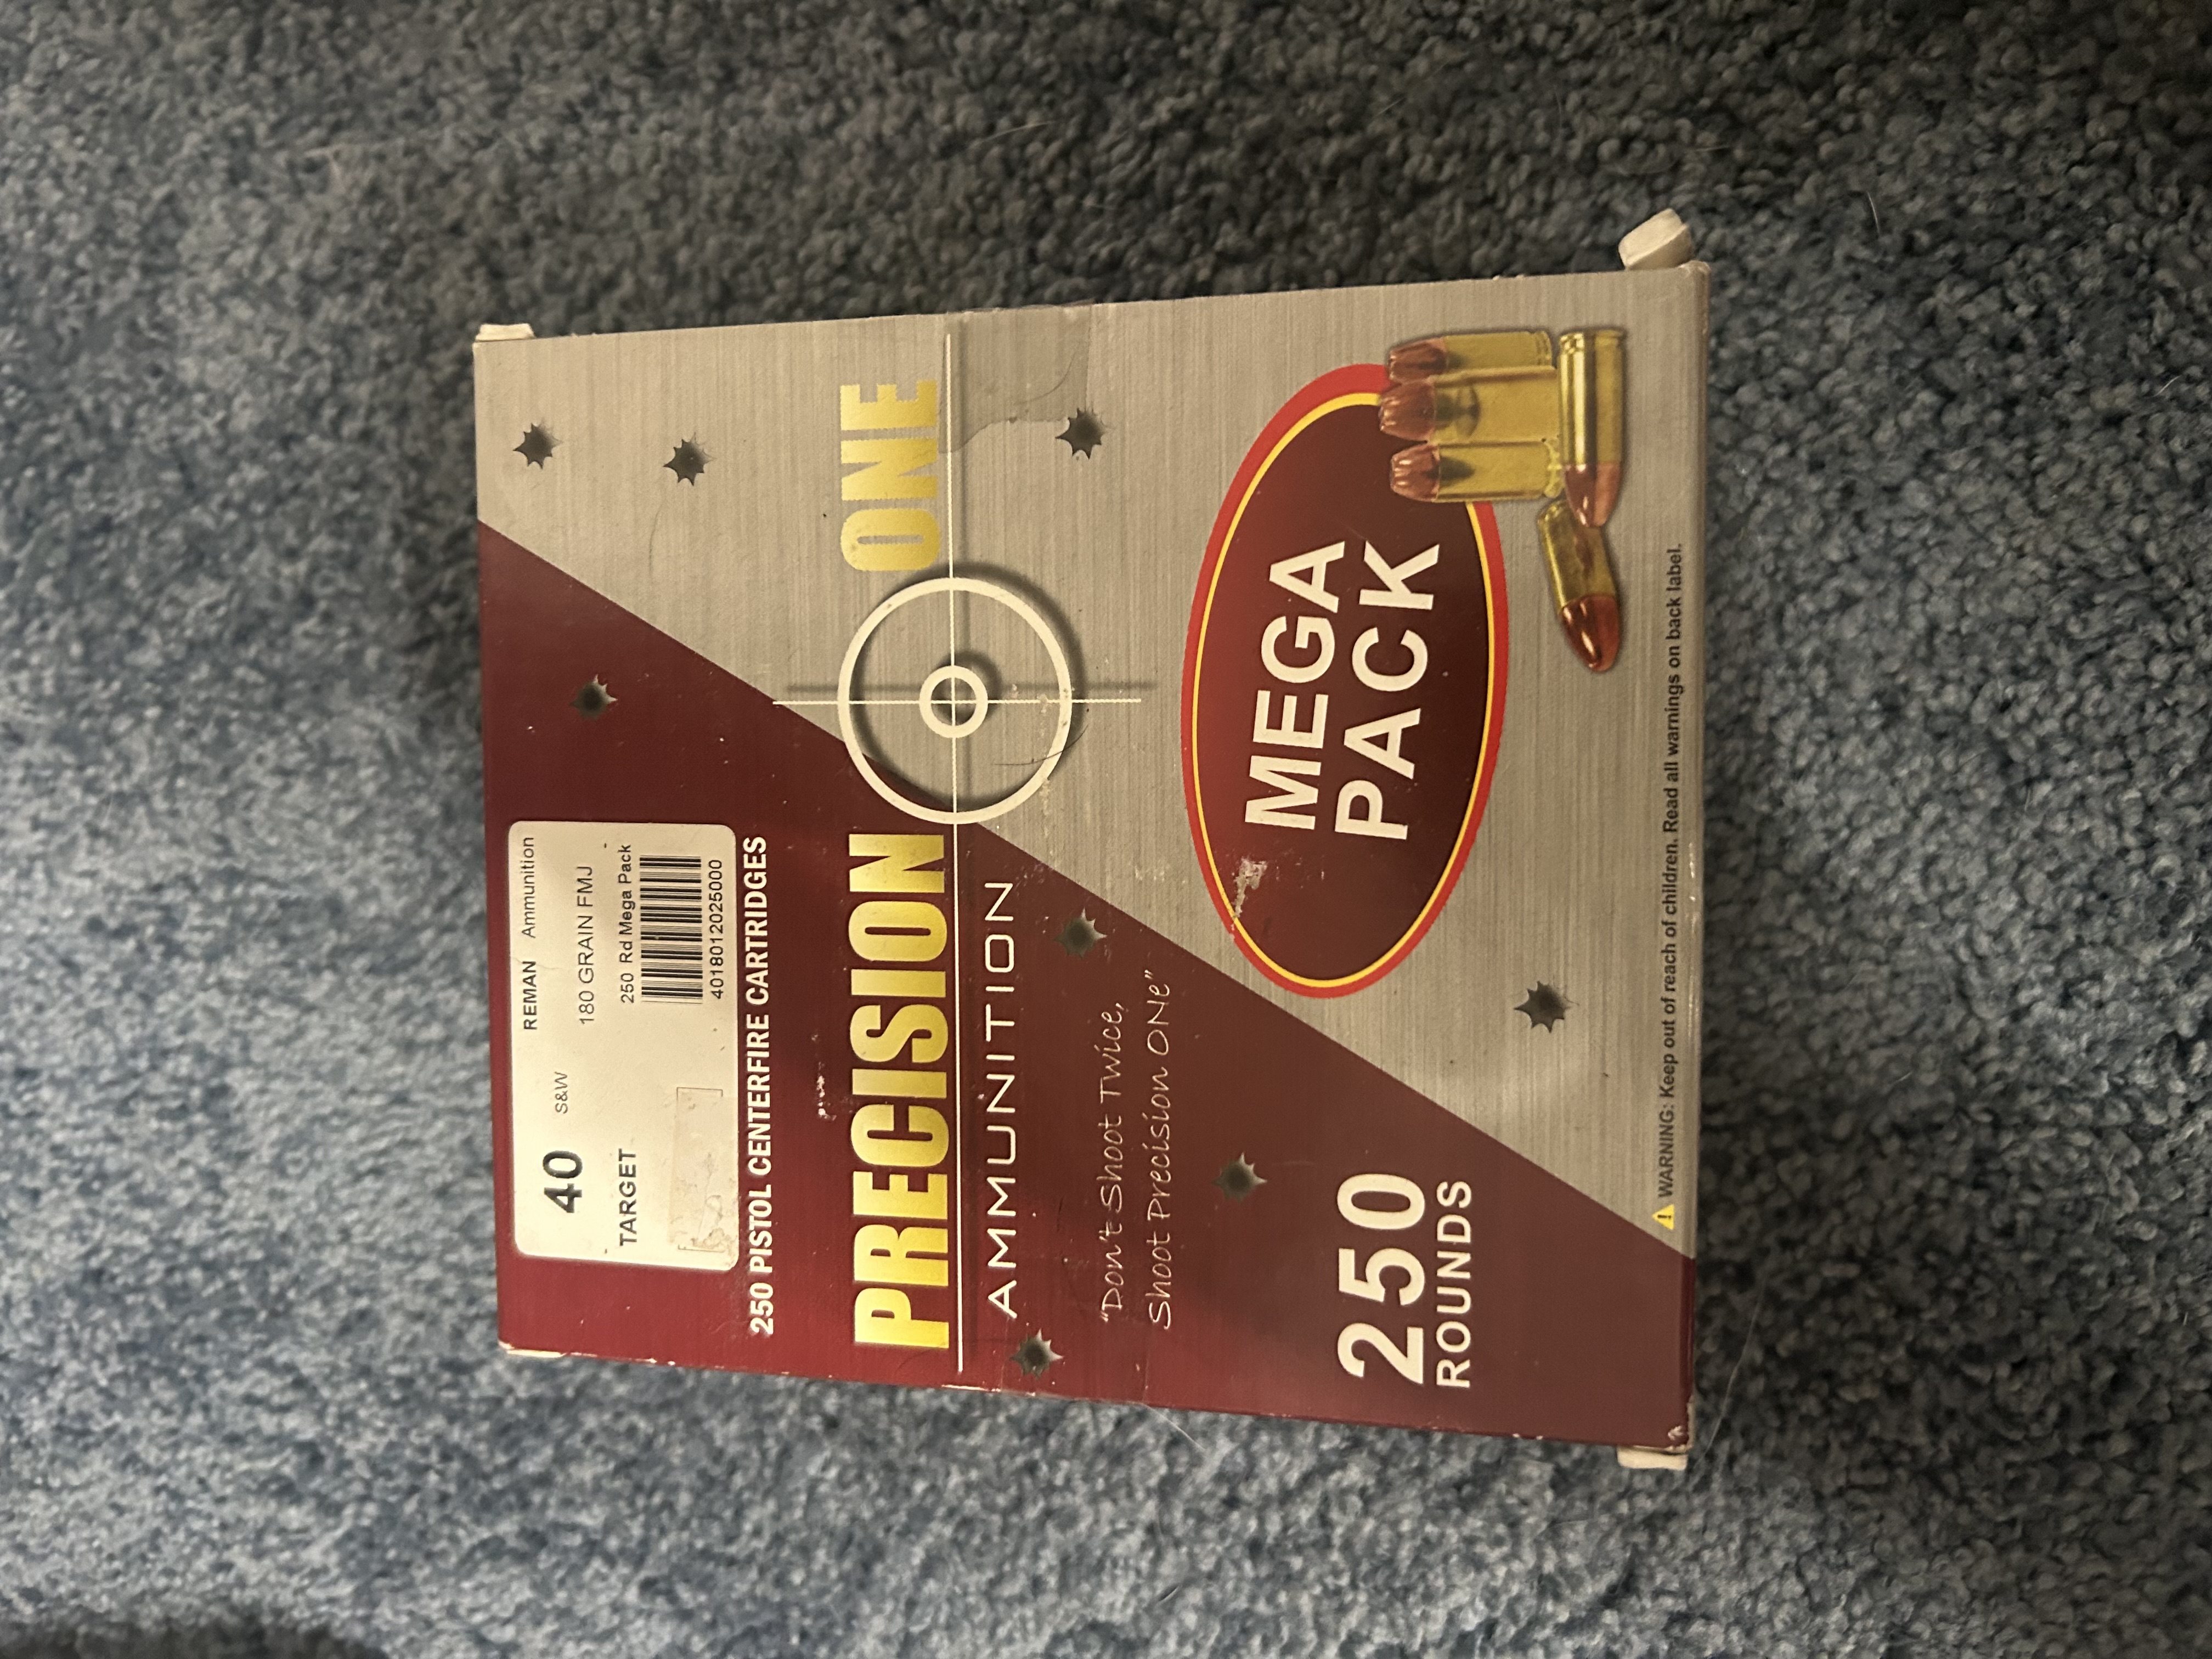 REMAN Ammunition
40 S&W 180 GRAIN FMJ
TARGET 250 Rd Mega Pack
401801202025000
250 PISTOL CENTERFIRE CARTRIDGES
PRECISION ONE
AMMUNITION
"Don't Shoot Twice,
Shoot Precision ONe"
MEGA
PACK
250
ROUNDS
WARNING: Keep out of reach of children. Read all warnings on back label.